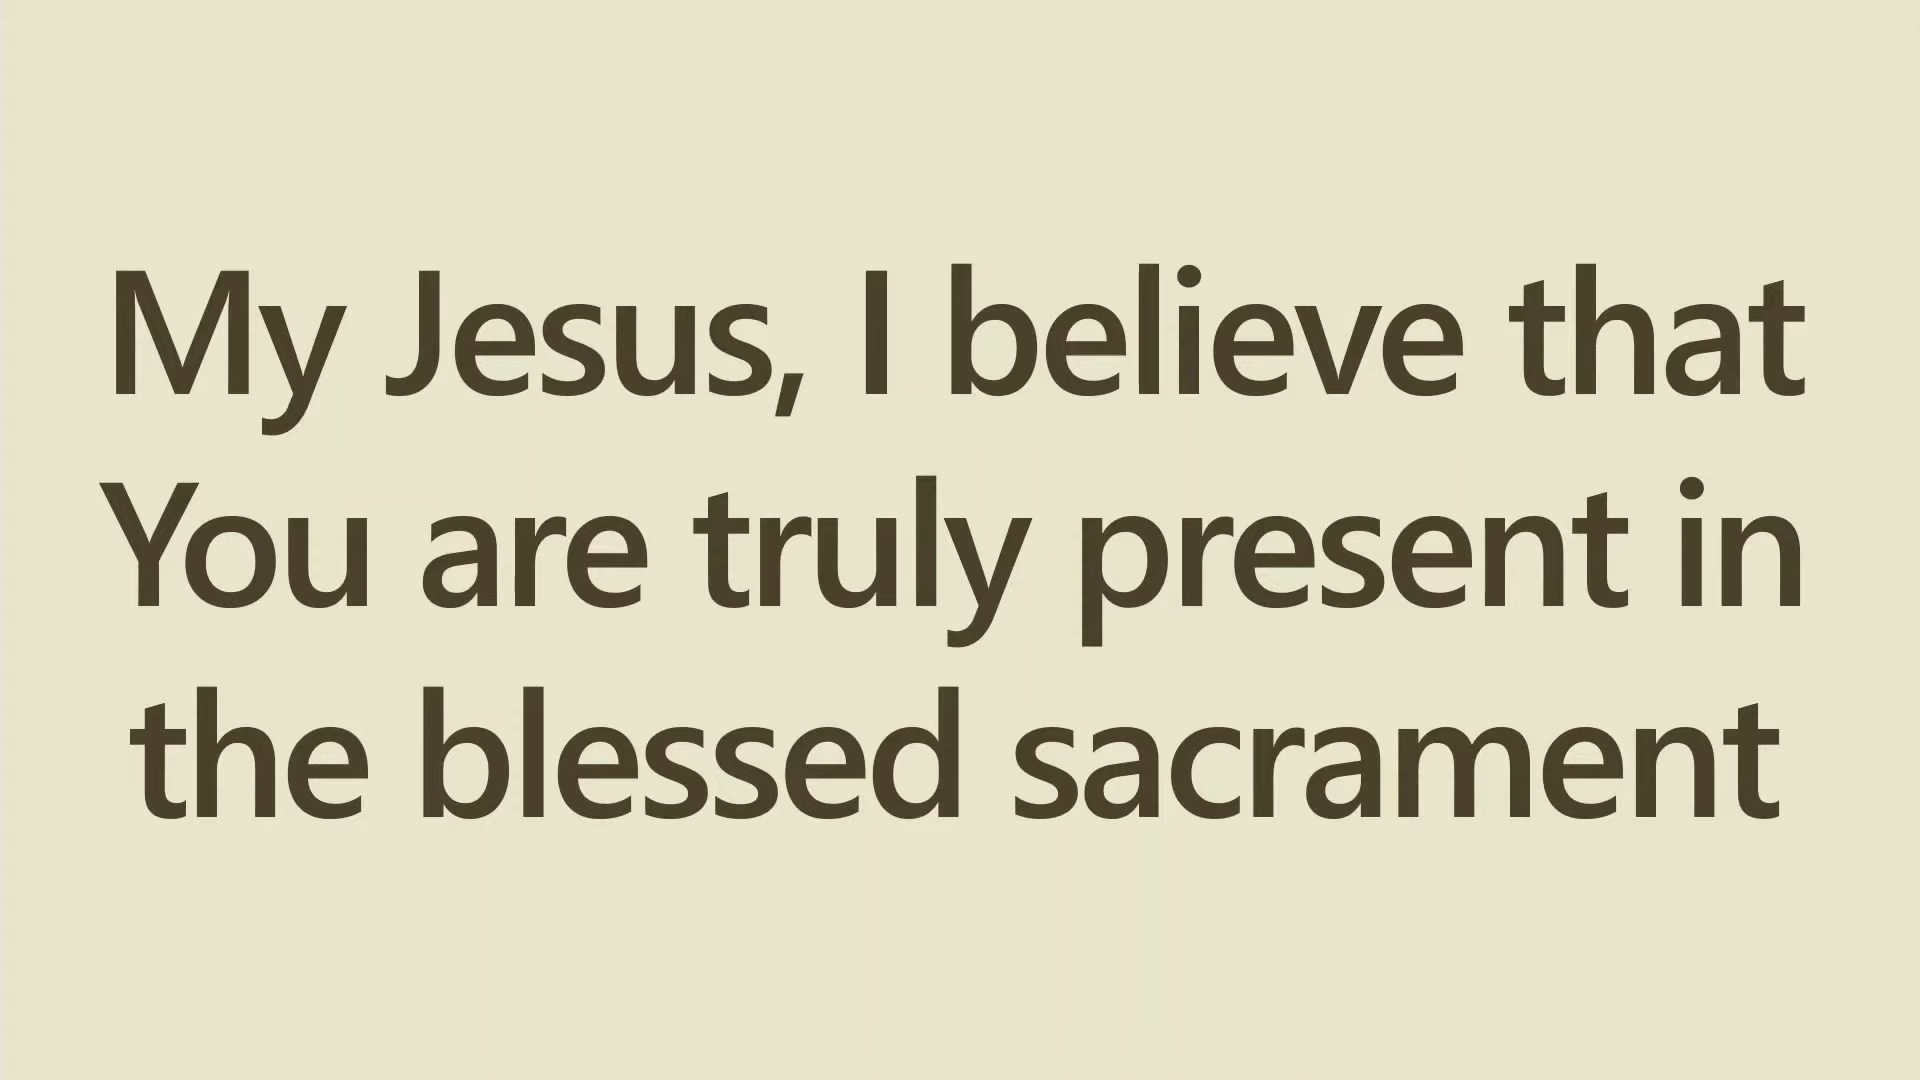 My Jesus, I believe that
You are truly present in
the blessed sacrament